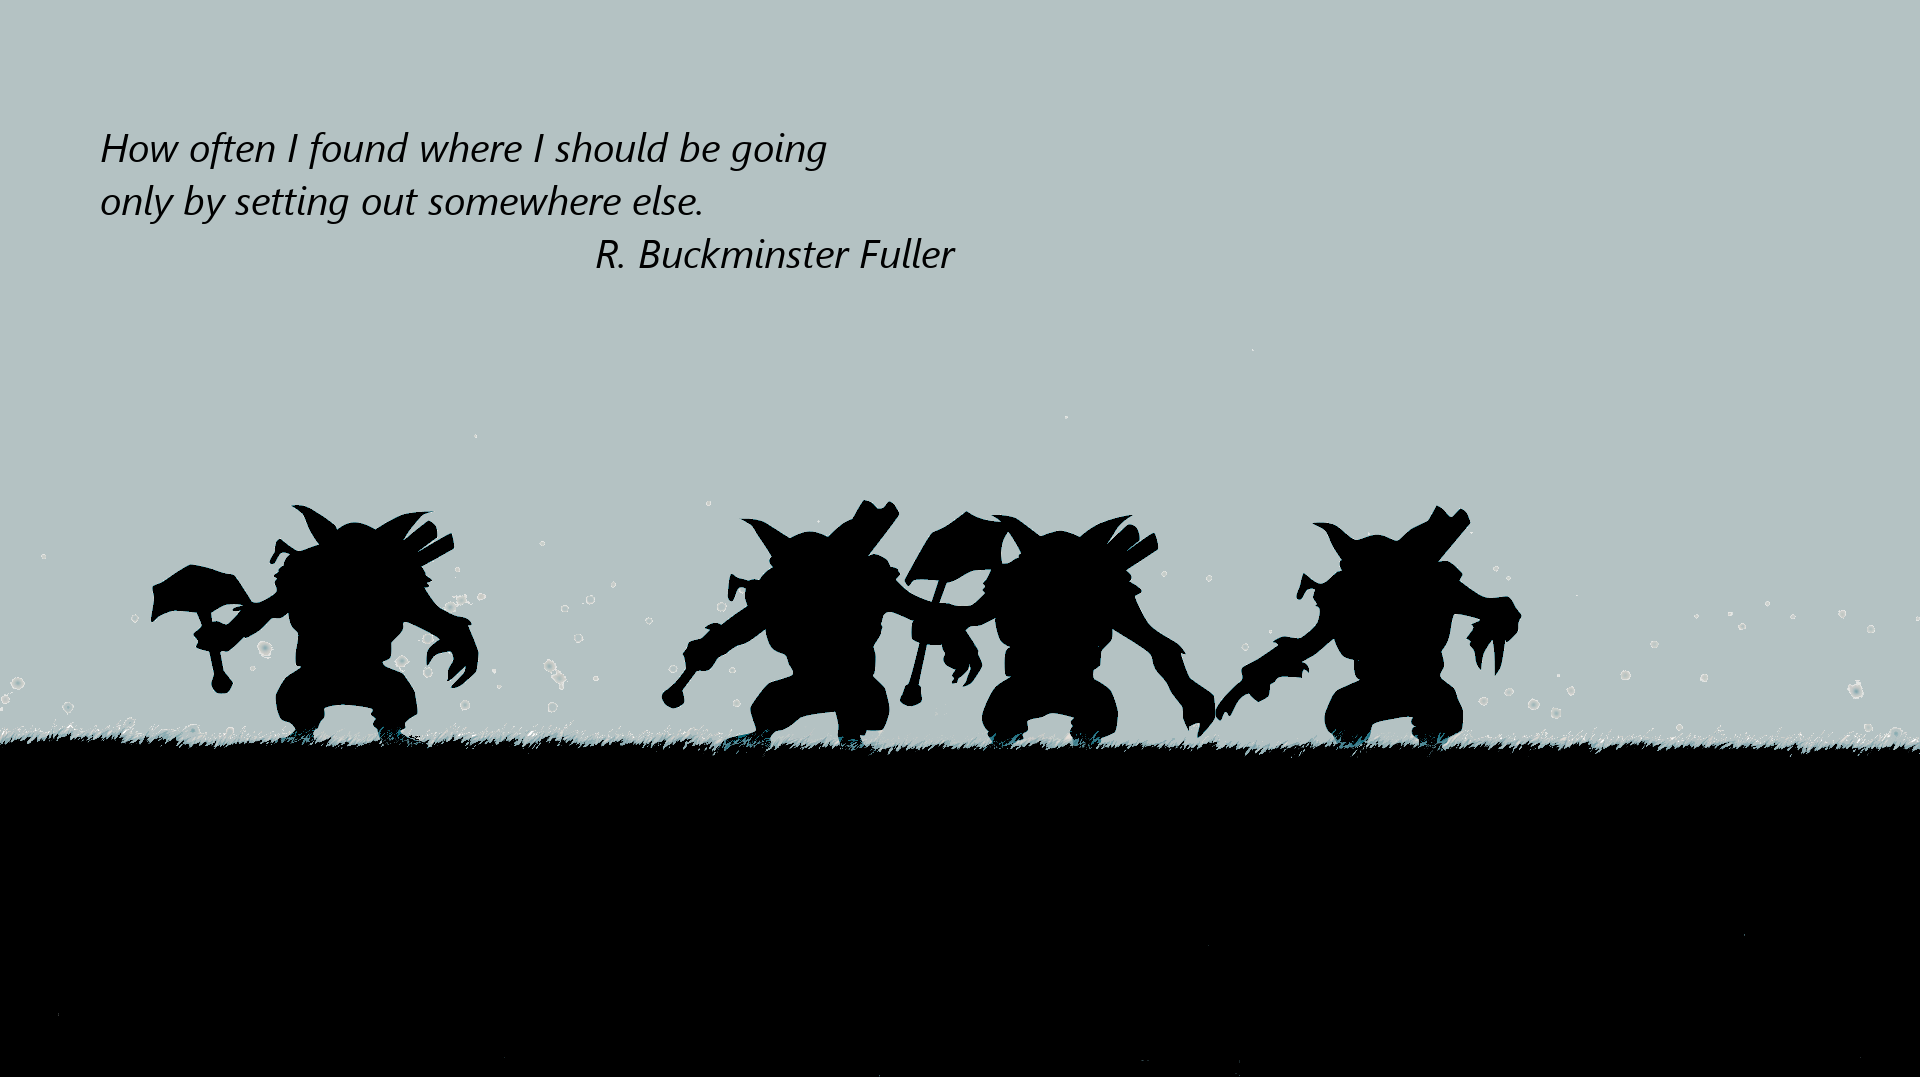 How often I found where I should be going
only by setting out somewhere else.
R. Buckminster Fuller